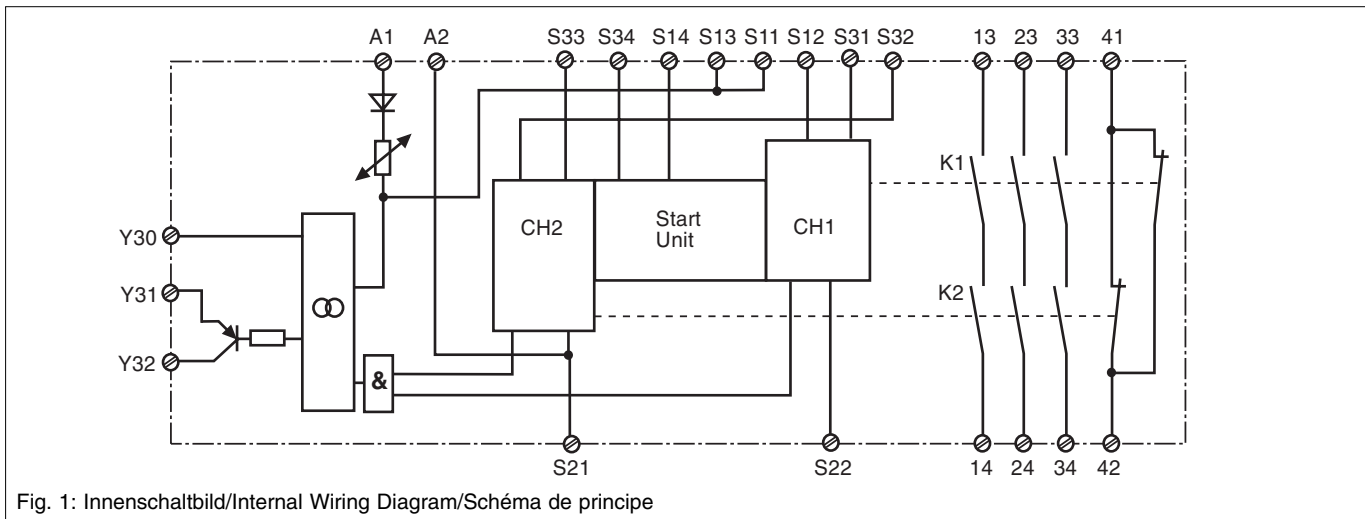 A1 A2 S33 S34 S14 S13 S11 S12 S31 S32 13 23 33 41
K1
CH2 Start Unit CH1
Y30
Y31
K2
Y32
&
S21 S22 14 24 34 42
Fig. 1: Innenschaltbild/Internal Wiring Diagram/Schéma de principe